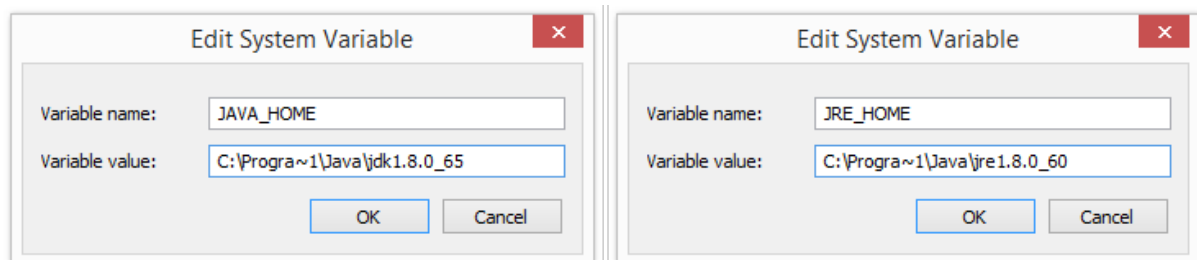 Edit System Variable
Variable name: JAVA_HOME
Variable value: C:\Progra~1\Java\jdk1.8.0_65
OK Cancel
Edit System Variable
Variable name: JRE_HOME
Variable value: C:\Progra~1\Java\jre1.8.0_60
OK Cancel